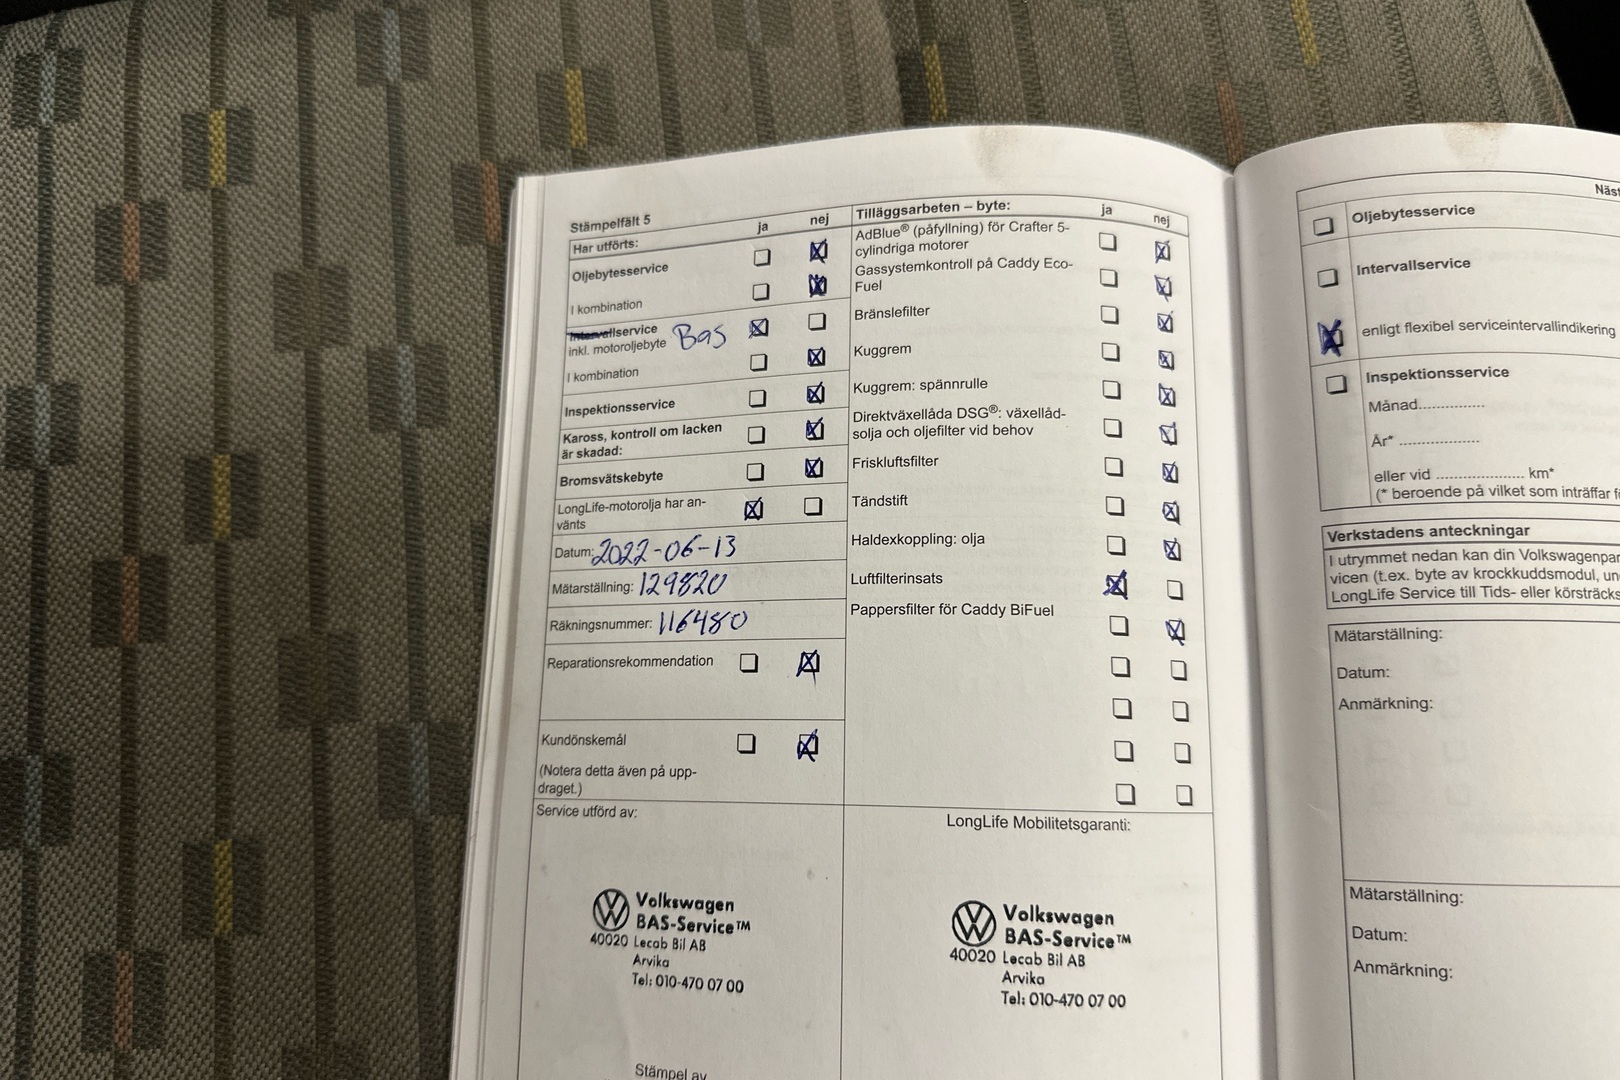 Stämpelfält 5
Har utförts: ja nej
Oljebytesservice
I kombination
Intervallservice Bas
inkl. motoroljebyte
I kombination
Inspektionsservice
Kaross, kontroll om lacken
är skadad:
Bromsvätskebyte
LongLife-motorolja har an-
vänts
Datum: 2022-06-13
Mätarställning: 129820
Räkningsnummer: 116480
Reparationsrekommendation
Kundönskemål
(Notera detta även på upp-
draget.)
Service utförd av:
Volkswagen
BAS-Service™
40020 Lecab Bil AB
Arvika
Tel: 010-470 07 00
Stämpel av
Tilläggsarbeten – byte: ja nej
AdBlue® (påfyllning) för Crafter 5-
cylindriga motorer
Gassystemkontroll på Caddy Eco-
Fuel
Bränslefilter
Kuggrem
Kuggrem: spännrulle
Direktväxellåda DSG®: växellåd-
solja och oljefilter vid behov
Friskluftsfilter
Tändstift
Haldexkoppling: olja
Luftfilterinsats
Pappersfilter för Caddy BiFuel
LongLife Mobilitetsgaranti:
Volkswagen
BAS-Service™
40020 Lecab Bil AB
Arvika
Tel: 010-470 07 00
Näst
Oljebytesservice
Intervallservice
enligt flexibel serviceintervallindikering
Inspektionsservice
Månad...............
År* ..................
eller vid .................... km*
(* beroende på vilket som inträffar f
Verkstadens anteckningar
I utrymmet nedan kan din Volkswagenpar
vicen (t.ex. byte av krockkuddsmodul, un
LongLife Service till Tids- eller körsträcks
Mätarställning:
Datum:
Anmärkning:
Mätarställning:
Datum:
Anmärkning: